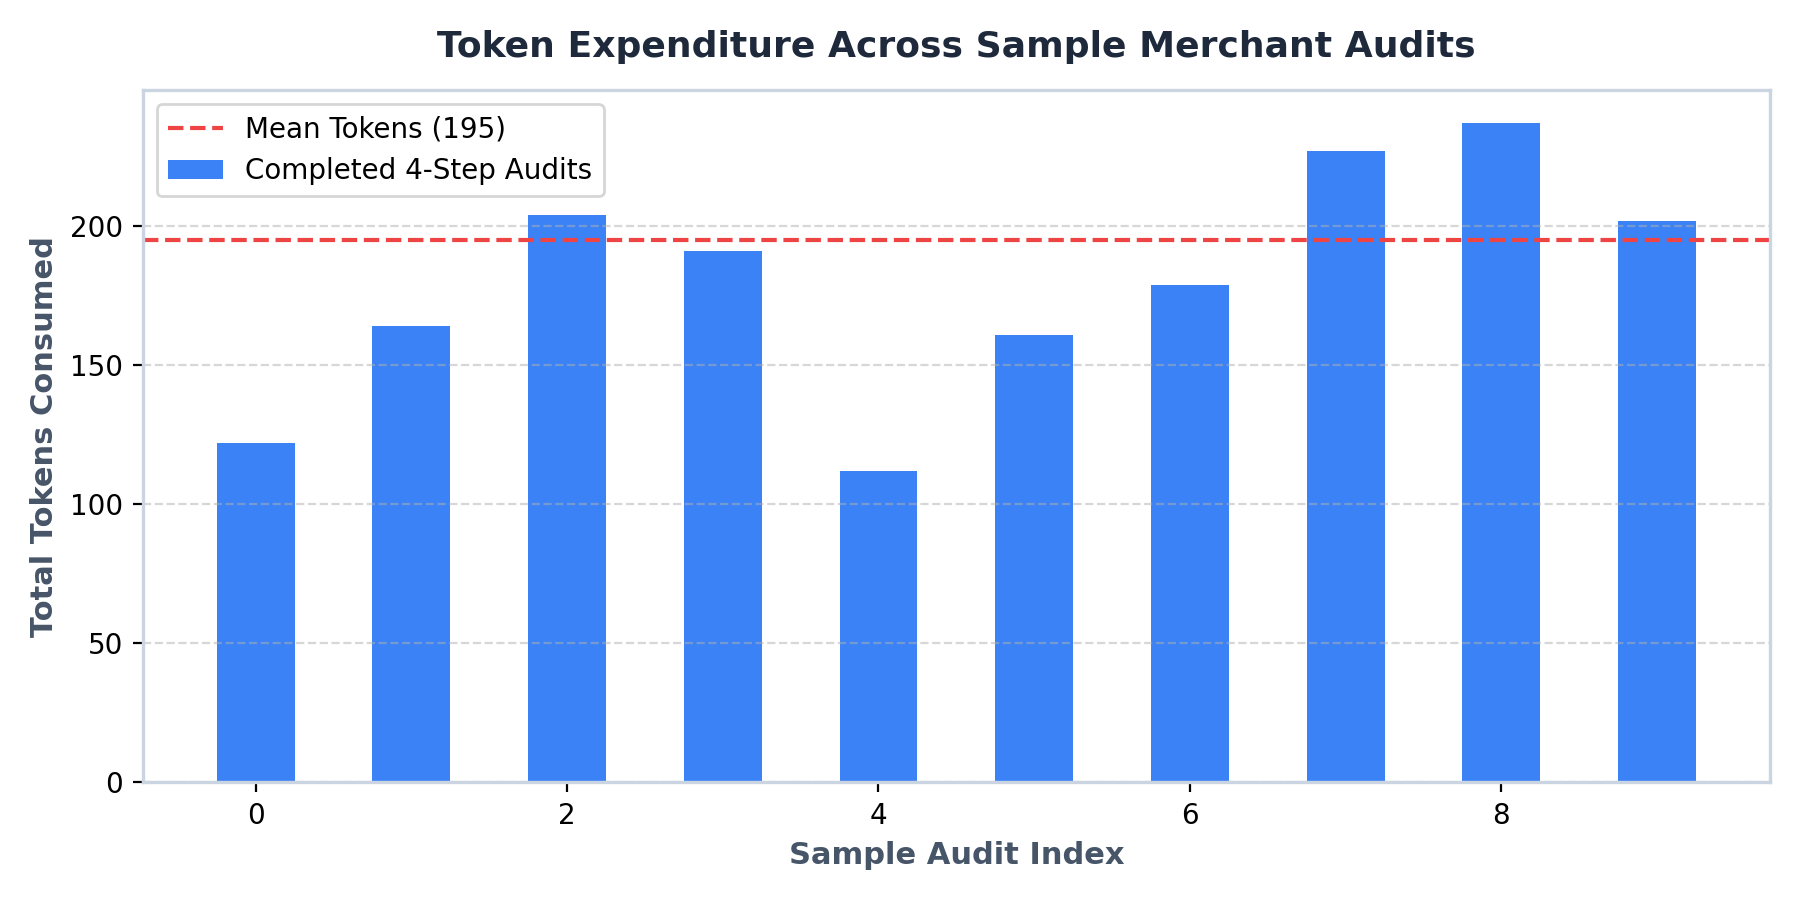 Token Expenditure Across Sample Merchant Audits
Mean Tokens (195)
Completed 4-Step Audits
Total Tokens Consumed
200
150
100
50
0
0 2 4 6 8
Sample Audit Index